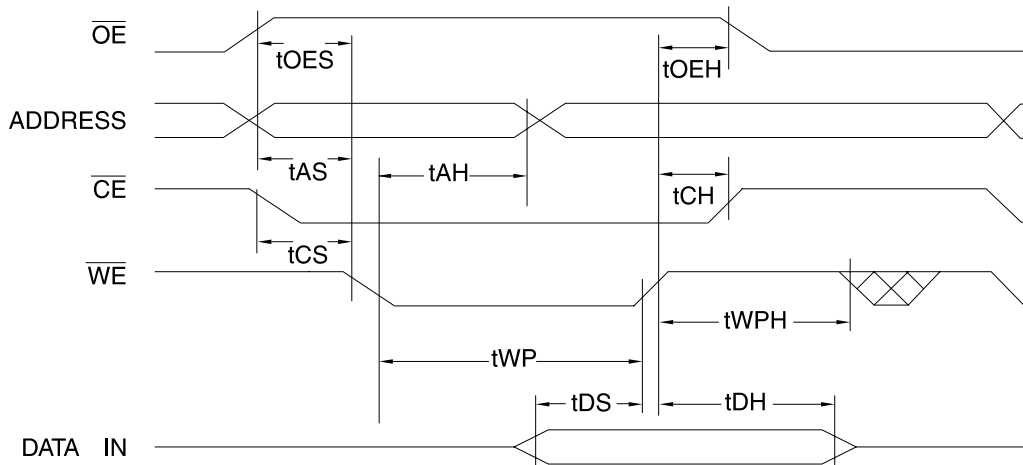 OE
tOES
tOEH
ADDRESS
tAS
tAH
CE
tCH
tCS
WE
tWPH
tWP
tDS
tDH
DATA IN